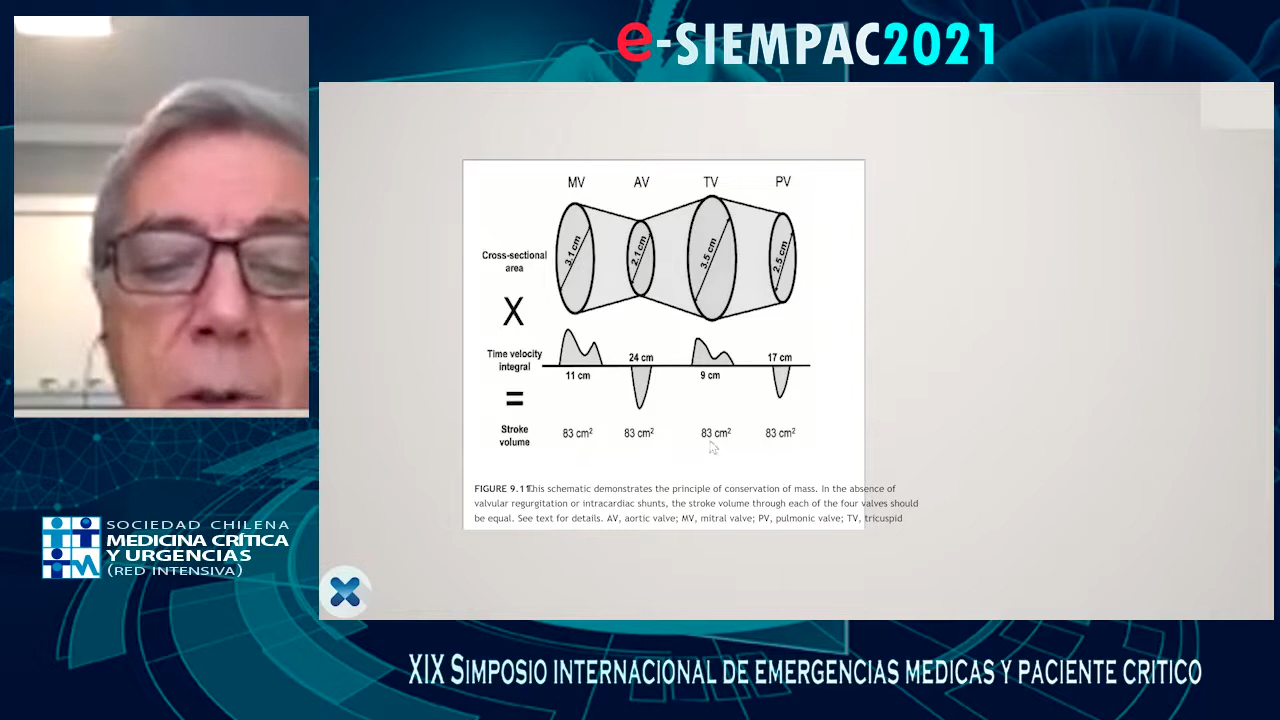 e-SIEMPAC2021
MV AV TV PV
3.1 cm 2.1 cm 3.5 cm 2.5 cm
Cross-sectional
area
X
24 cm 17 cm
Time velocity
integral
11 cm 9 cm
=
Stroke
volume
83 cm² 83 cm² 83 cm² 83 cm²
FIGURE 9.11 This schematic demonstrates the principle of conservation of mass. In the absence of
valvular regurgitation or intracardiac shunts, the stroke volume through each of the four valves should
be equal. See text for details. AV, aortic valve; MV, mitral valve; PV, pulmonic valve; TV, tricuspid
SOCIEDAD CHILENA
MEDICINA CRÍTICA
Y URGENCIAS
(RED INTENSIVA)
XIX SIMPOSIO INTERNACIONAL DE EMERGENCIAS MEDICAS Y PACIENTE CRITICO